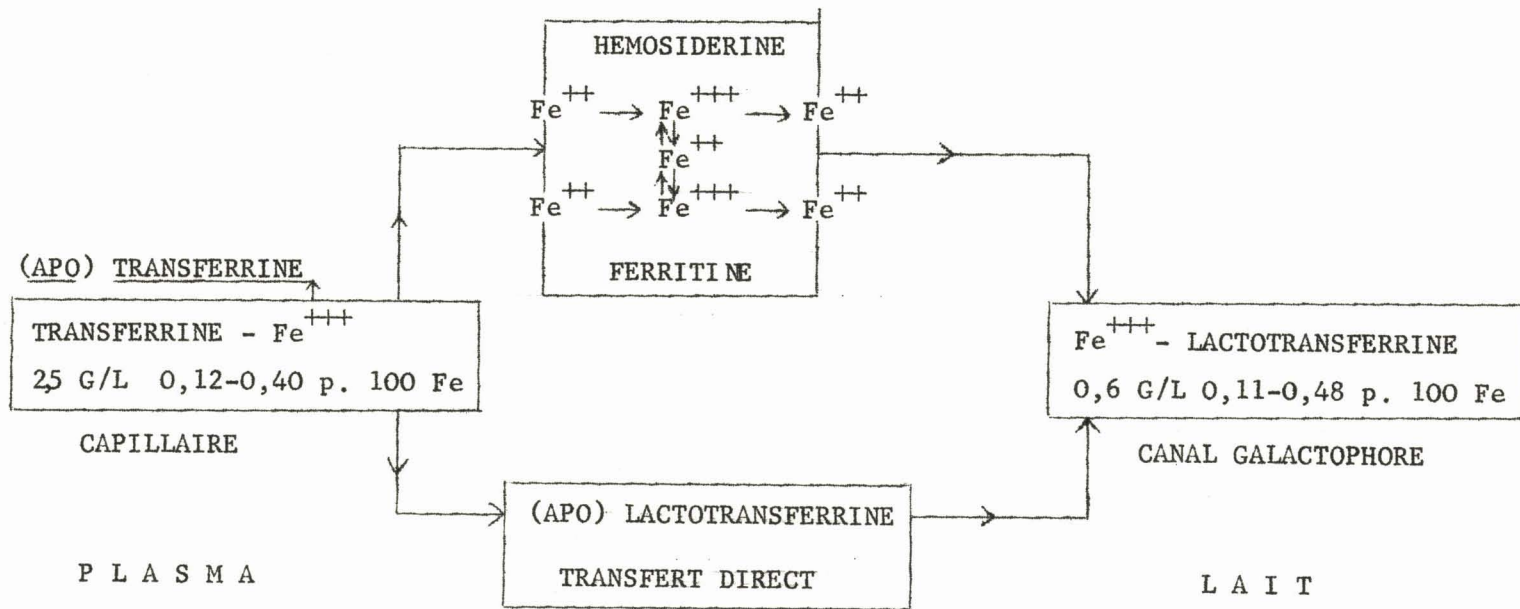 HEMOSIDERINE
Fe++ → Fe+++ → Fe++
↑↓
Fe++
↑↓
Fe++ → Fe+++ → Fe++
FERRITINE
(APO) TRANSFERRINE
TRANSFERRINE - Fe+++
2,5 G/L 0,12-0,40 p. 100 Fe
CAPILLAIRE
PLASMA
(APO) LACTOTRANSFERRINE
TRANSFERT DIRECT
Fe+++- LACTOTRANSFERRINE
0,6 G/L 0,11-0,48 p. 100 Fe
CANAL GALACTOPHORE
LAIT